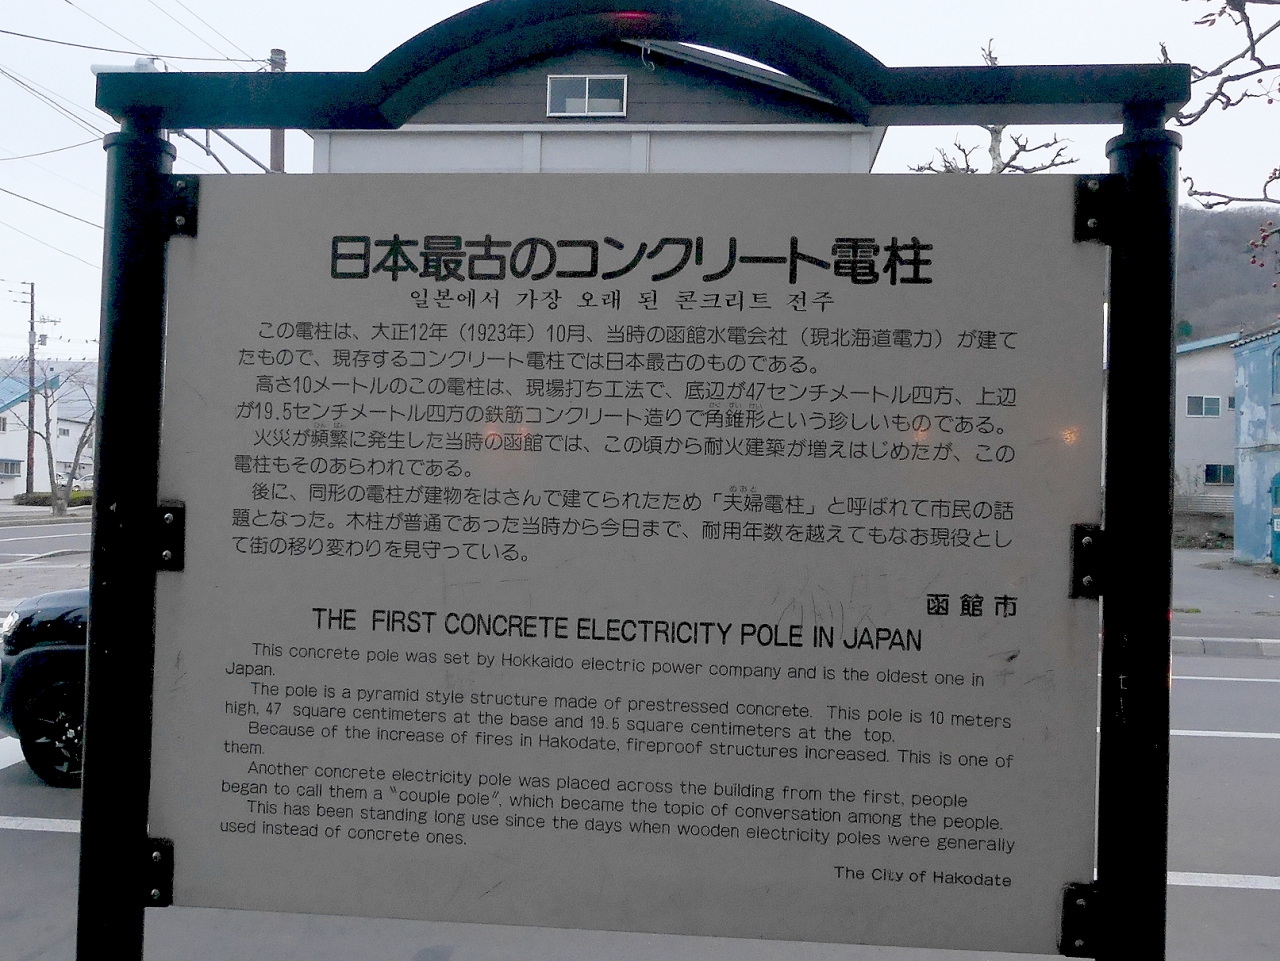 日本最古のコンクリート電柱
일본에서 가장 오래 된 콘크리트 전주
この電柱は、大正12年（1923年）10月、当時の函館水電会社（現北海道電力）が建て
たもので、現存するコンクリート電柱では日本最古のものである。
高さ10メートルのこの電柱は、現場打ち工法で、底辺が47センチメートル四方、上辺
が19.5センチメートル四方の鉄筋コンクリート造りで角錐形という珍しいものである。
火災が頻繁に発生した当時の函館では、この頃から耐火建築が増えはじめたが、この
電柱もそのあらわれである。
後に、同形の電柱が建物をはさんで建てられたため「夫婦電柱」と呼ばれて市民の話
題となった。木柱が普通であった当時から今日まで、耐用年数を越えてもなお現役とし
て街の移り変わりを見守っている。
函館市
THE FIRST CONCRETE ELECTRICITY POLE IN JAPAN
This concrete pole was set by Hokkaido electric power company and is the oldest one in
Japan.
The pole is a pyramid style structure made of prestressed concrete. This pole is 10 meters
high, 47 square centimeters at the base and 19.5 square centimeters at the top.
Because of the increase of fires in Hakodate, fireproof structures increased. This is one of
them.
Another concrete electricity pole was placed across the building from the first, people
began to call them a "couple pole", which became the topic of conversation among the people.
This has been standing long use since the days when wooden electricity poles were generally
used instead of concrete ones.
The City of Hakodate